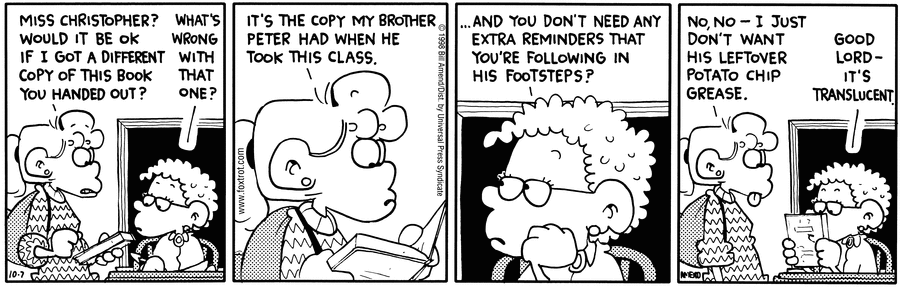 MISS CHRISTOPHER?
WOULD IT BE OK
IF I GOT A DIFFERENT
COPY OF THIS BOOK
YOU HANDED OUT?
WHAT'S
WRONG
WITH
THAT
ONE?
10.7
IT'S THE COPY MY BROTHER
PETER HAD WHEN HE
TOOK THIS CLASS.
www.foxtrot.com
© 1998 Bill Amend/Dist. by Universal Press Syndicate
...AND YOU DON'T NEED ANY
EXTRA REMINDERS THAT
YOU'RE FOLLOWING IN
HIS FOOTSTEPS?
NO, NO – I JUST
DON'T WANT
HIS LEFTOVER
POTATO CHIP
GREASE.
GOOD
LORD–
IT'S
TRANSLUCENT.
AMEND